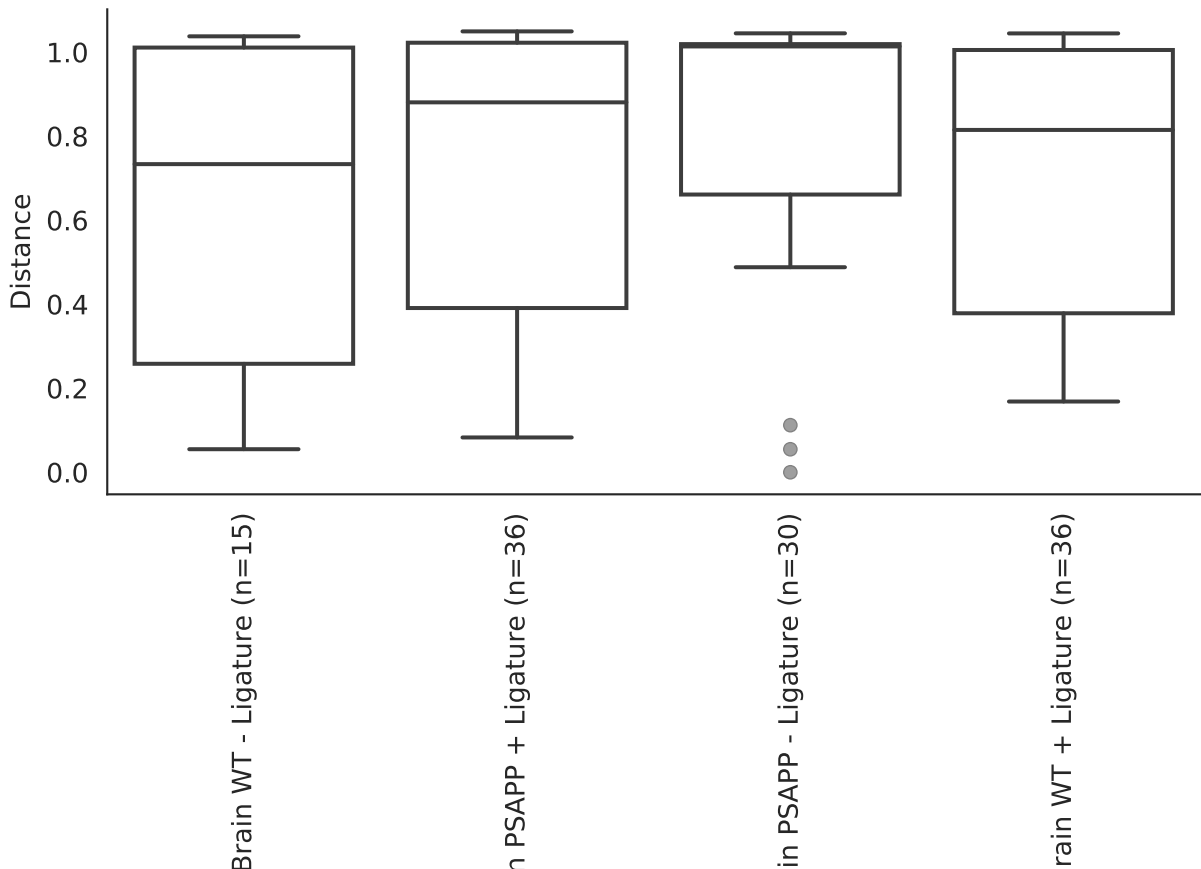 Distance
1.0
0.8
0.6
0.4
0.2
0.0
Brain WT - Ligature (n=15)
n PSAPP + Ligature (n=36)
in PSAPP - Ligature (n=30)
rain WT + Ligature (n=36)